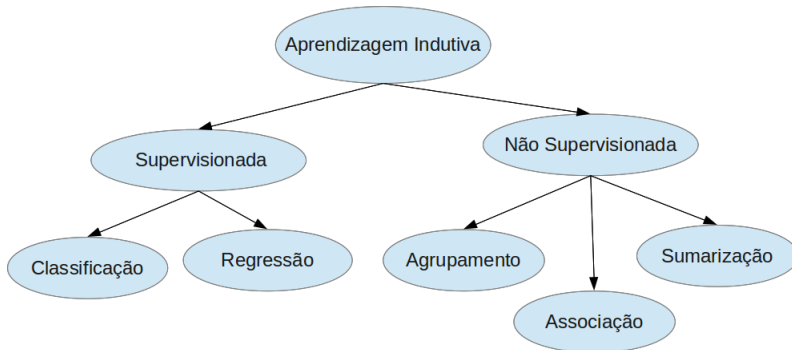 Aprendizagem Indutiva
Supervisionada
Não Supervisionada
Classificação
Regressão
Agrupamento
Associação
Sumarização